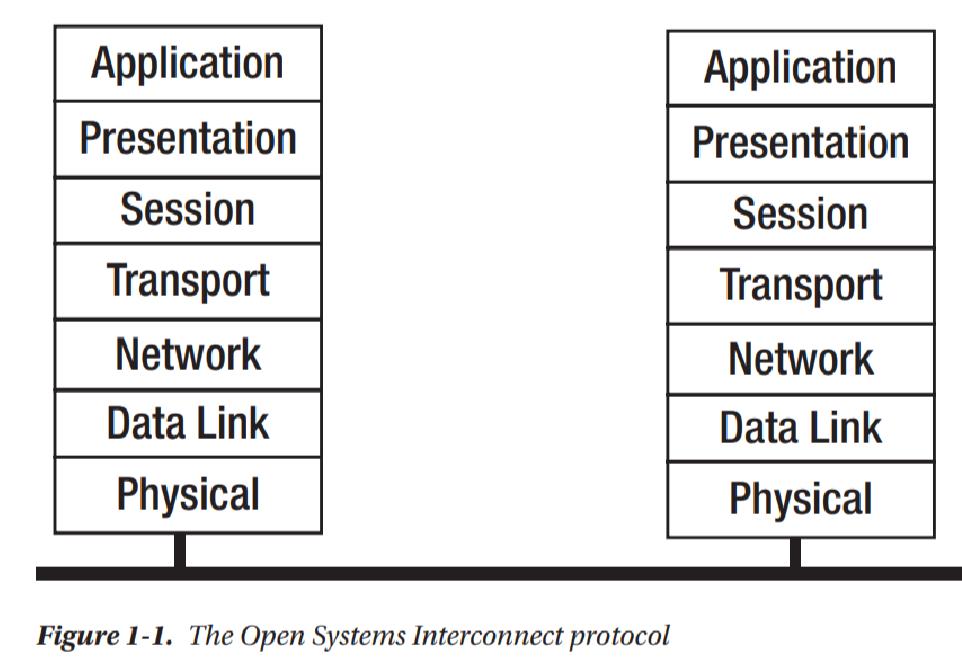 Application
Presentation
Session
Transport
Network
Data Link
Physical
Application
Presentation
Session
Transport
Network
Data Link
Physical
Figure 1-1. The Open Systems Interconnect protocol